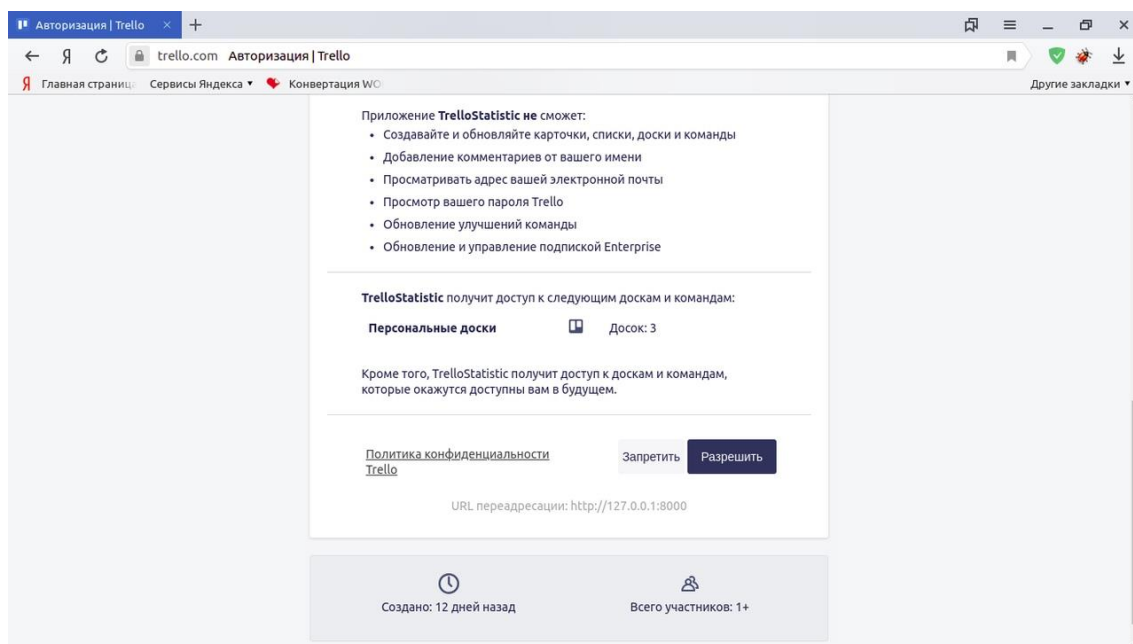 Авторизация | Trello
trello.com Авторизация | Trello
Главная страниц Сервисы Яндекса Конвертация WO Другие закладки
Приложение TrelloStatistic не сможет:
• Создавайте и обновляйте карточки, списки, доски и команды
• Добавление комментариев от вашего имени
• Просматривать адрес вашей электронной почты
• Просмотр вашего пароля Trello
• Обновление улучшений команды
• Обновление и управление подпиской Enterprise
TrelloStatistic получит доступ к следующим доскам и командам:
Персональные доски Досок: 3
Кроме того, TrelloStatistic получит доступ к доскам и командам,
которые окажутся доступны вам в будущем.
Политика конфиденциальности
Trello
Запретить Разрешить
URL переадресации: http://127.0.0.1:8000
Создано: 12 дней назад Всего участников: 1+